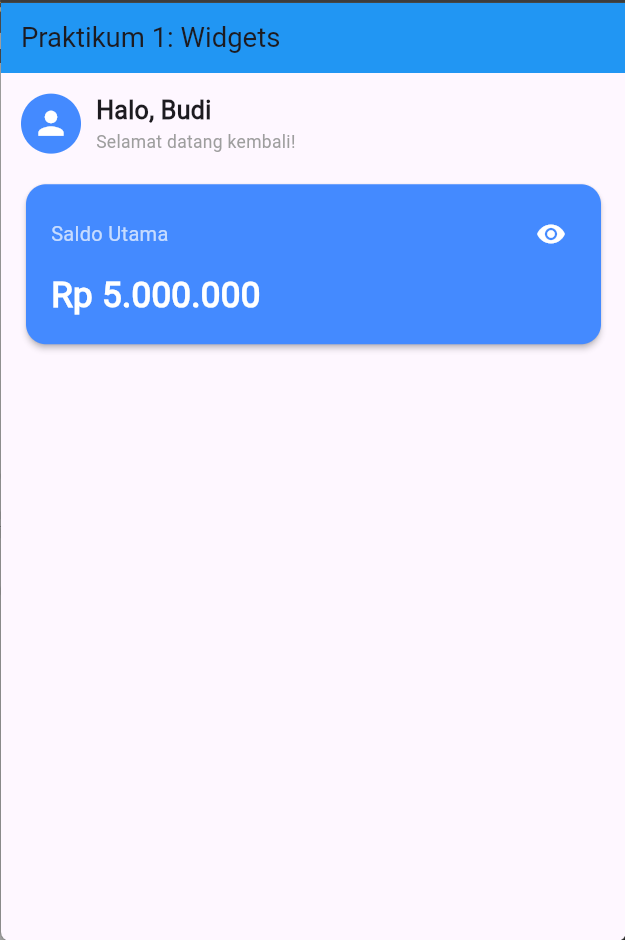 Praktikum 1: Widgets
Halo, Budi
Selamat datang kembali!
Saldo Utama
Rp 5.000.000